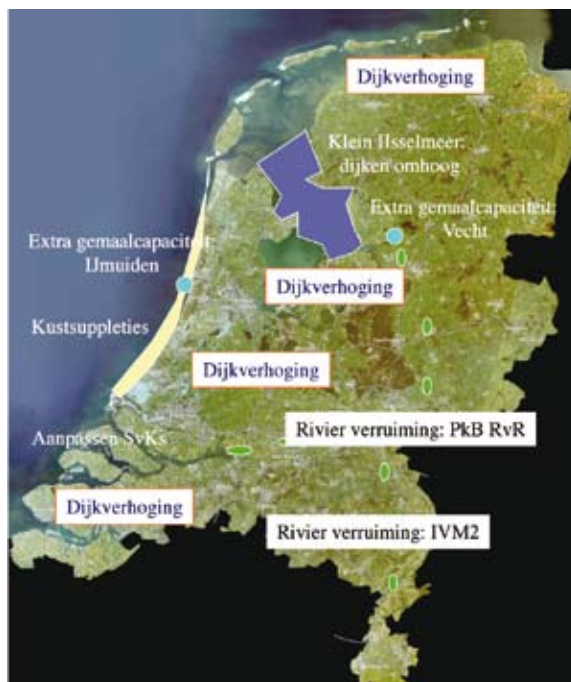 Dijkverhoging
Klein IJsselmeer:
dijken omhoog
Extra gemaalcapaciteit:
Vecht
Extra gemaalcapaciteit:
IJmuiden
Dijkverhoging
Kustsuppleties
Dijkverhoging
Rivier verruiming: PkB RvR
Aanpassen SvKs
Dijkverhoging
Rivier verruiming: IVM2